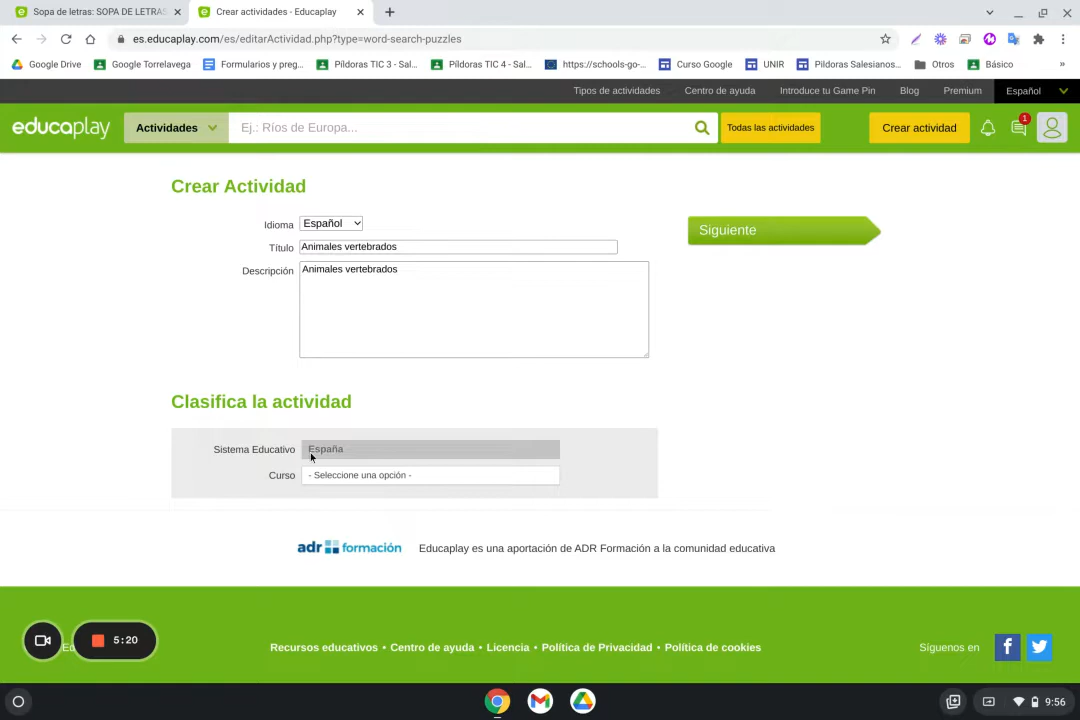 Sopa de letras: SOPA DE LETRAS
Crear actividades - Educaplay
es.educaplay.com/es/editarActividad.php?type=word-search-puzzles
Google Drive
Google Torrelavega
Formularios y preg...
Píldoras TIC 3 - Sal...
Píldoras TIC 4 - Sal...
https://schools-go-...
Curso Google
UNIR
Píldoras Salesianos...
Otros
Básico
»
Tipos de actividades
Centro de ayuda
Introduce tu Game Pin
Blog
Premium
Español
educaplay
Actividades
Ej.: Ríos de Europa...
Todas las actividades
Crear actividad
1
Crear Actividad
Idioma
Español
Siguiente
Título
Animales vertebrados
Descripción
Animales vertebrados
Clasifica la actividad
Sistema Educativo
España
Curso
- Seleccione una opción -
adr formación
Educaplay es una aportación de ADR Formación a la comunidad educativa
5:20
Recursos educativos • Centro de ayuda • Licencia • Política de Privacidad • Política de cookies
Síguenos en
9:56